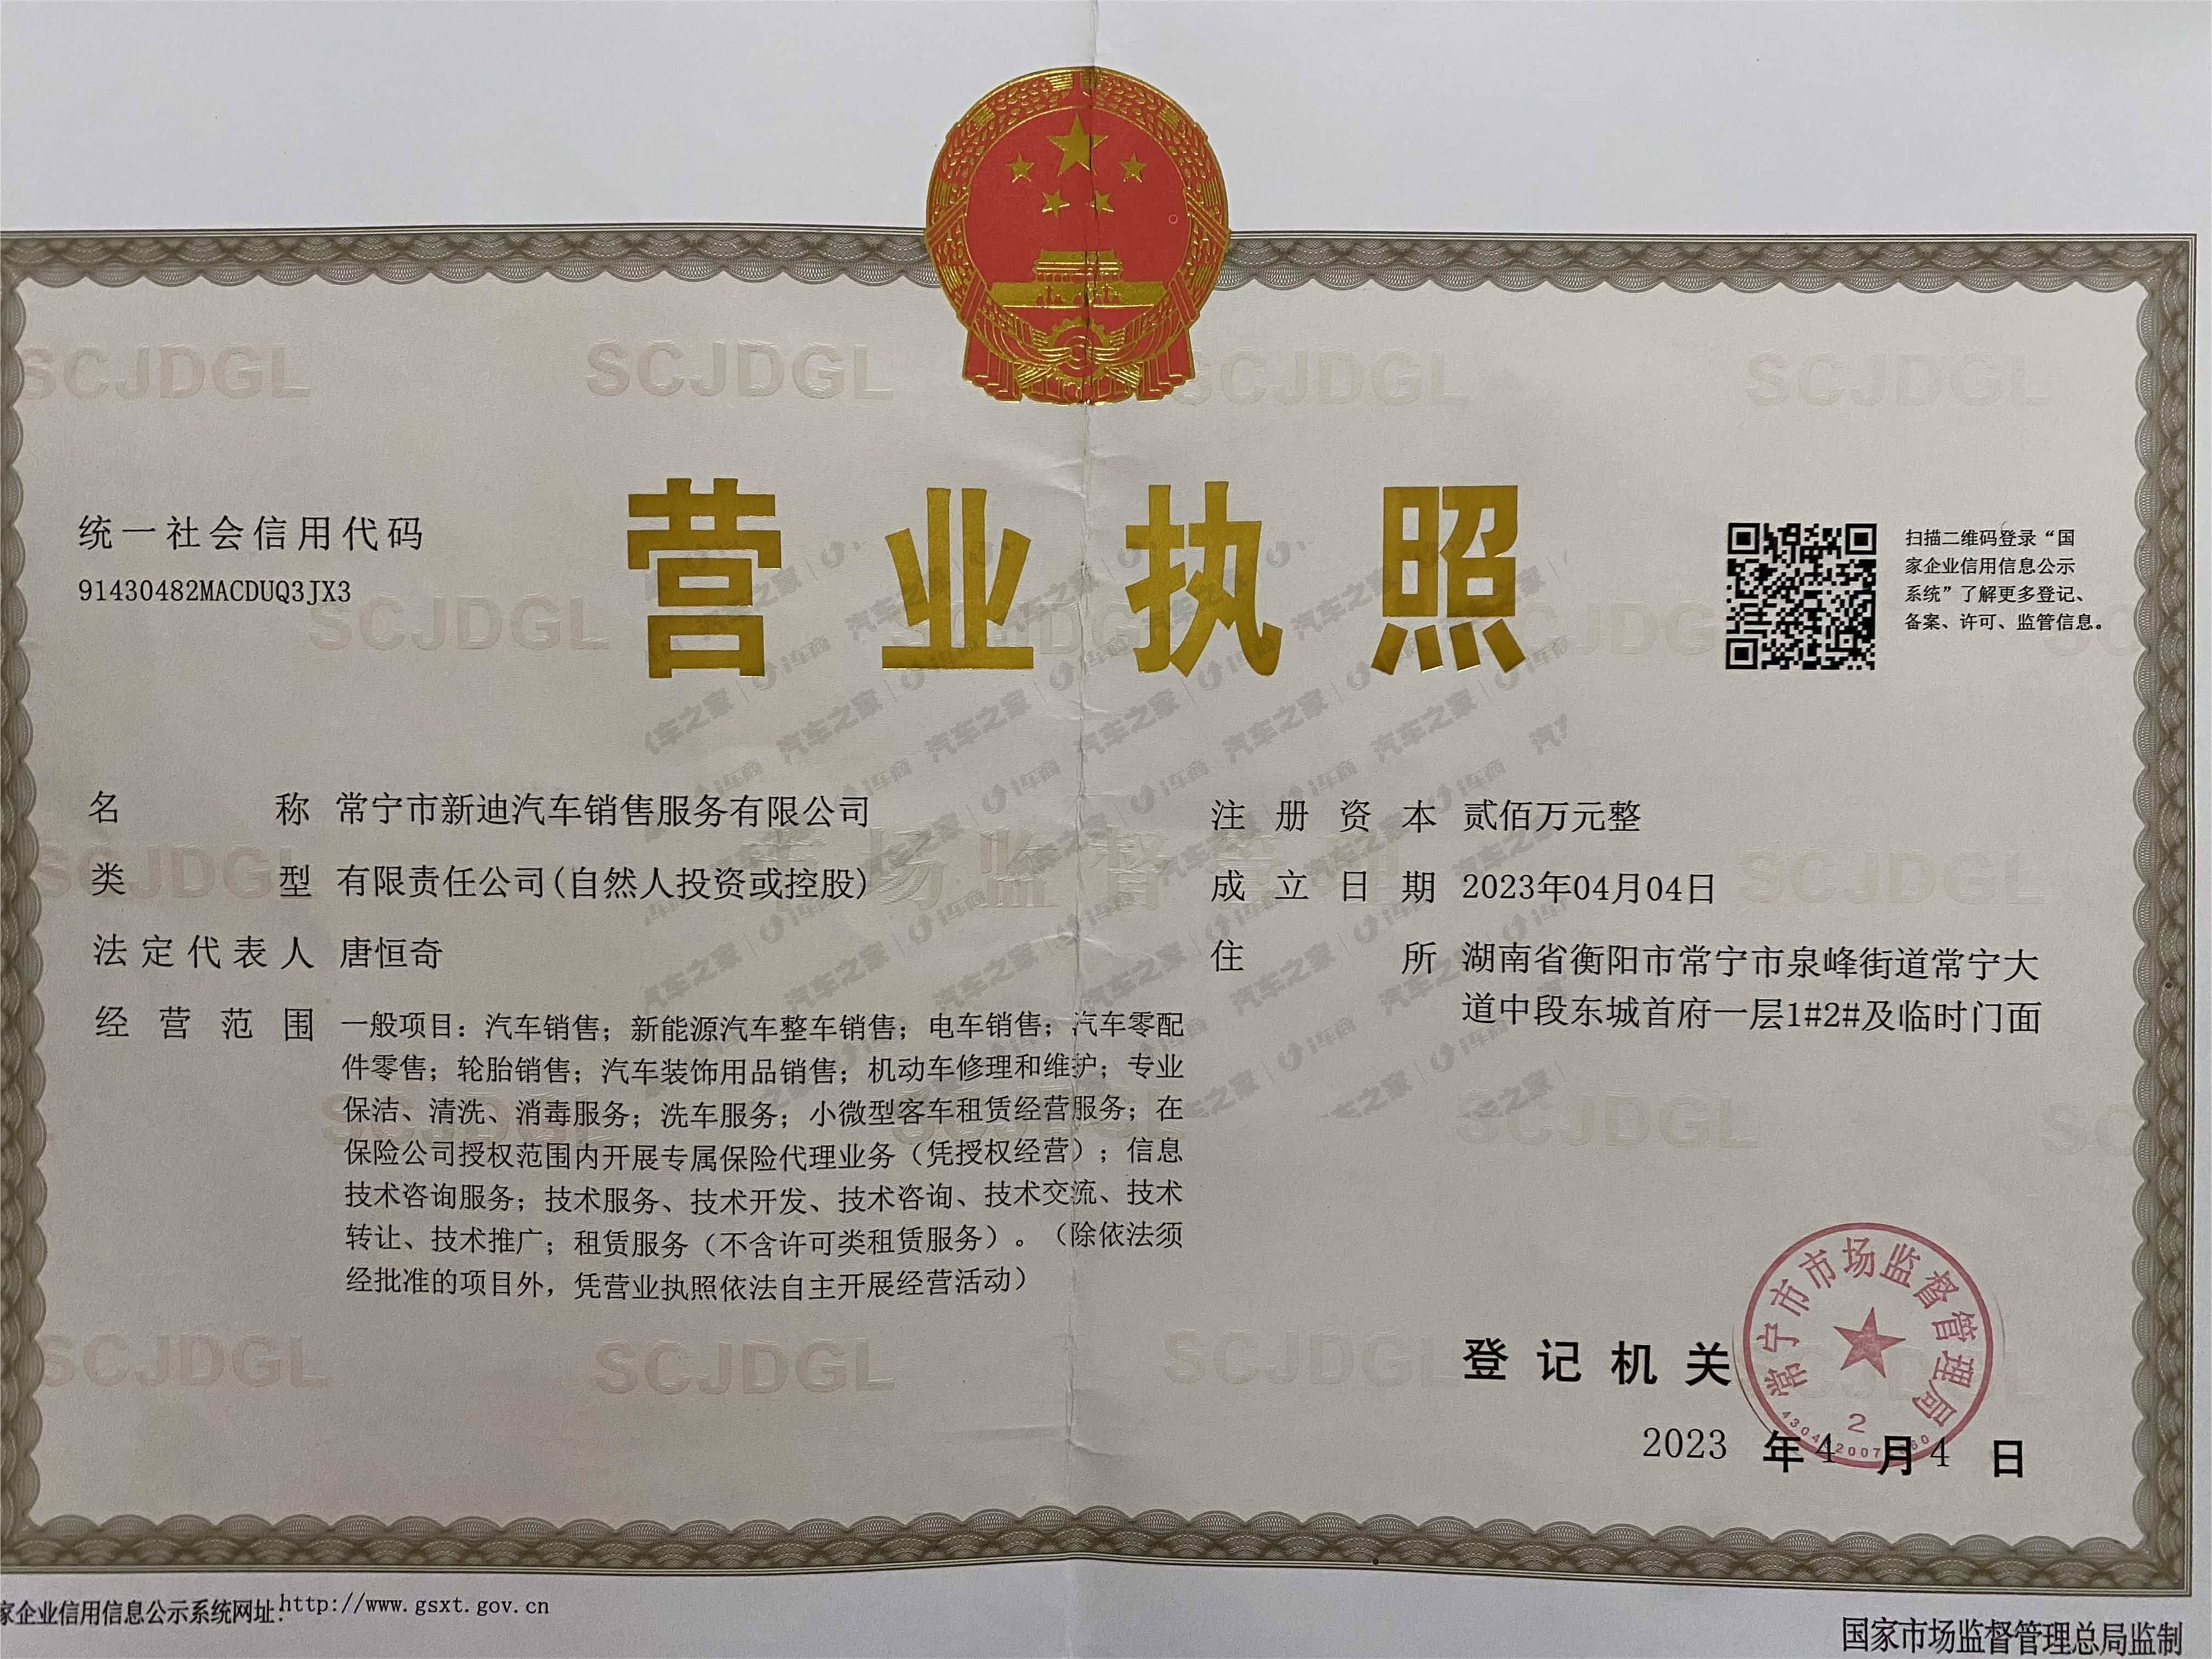 SCJDGL SCJDGL SCJDGL SCJDGL
营业执照
统一社会信用代码
91430482MACDUQ3JX3
扫描二维码登录“国
家企业信用信息公示
系统”了解更多登记、
备案、许可、监管信息。
名称 常宁市新迪汽车销售服务有限公司
类型 有限责任公司(自然人投资或控股)
法定代表人 唐恒奇
经营范围 一般项目：汽车销售；新能源汽车整车销售；电车销售；汽车零配
件零售；轮胎销售；汽车装饰用品销售；机动车修理和维护；专业
保洁、清洗、消毒服务；洗车服务；小微型客车租赁经营服务；在
保险公司授权范围内开展专属保险代理业务（凭授权经营）；信息
技术咨询服务；技术服务、技术开发、技术咨询、技术交流、技术
转让、技术推广；租赁服务（不含许可类租赁服务）。（除依法须
经批准的项目外，凭营业执照依法自主开展经营活动）
注册资本 贰佰万元整
成立日期 2023年04月04日
住所 湖南省衡阳市常宁市泉峰街道常宁大
道中段东城首府一层1#2#及临时门面
汽车之家 i车商
登记机关
常宁市市场监督管理局
2
2023年4月4日
家企业信用信息公示系统网址：http://www.gsxt.gov.cn
国家市场监督管理总局监制